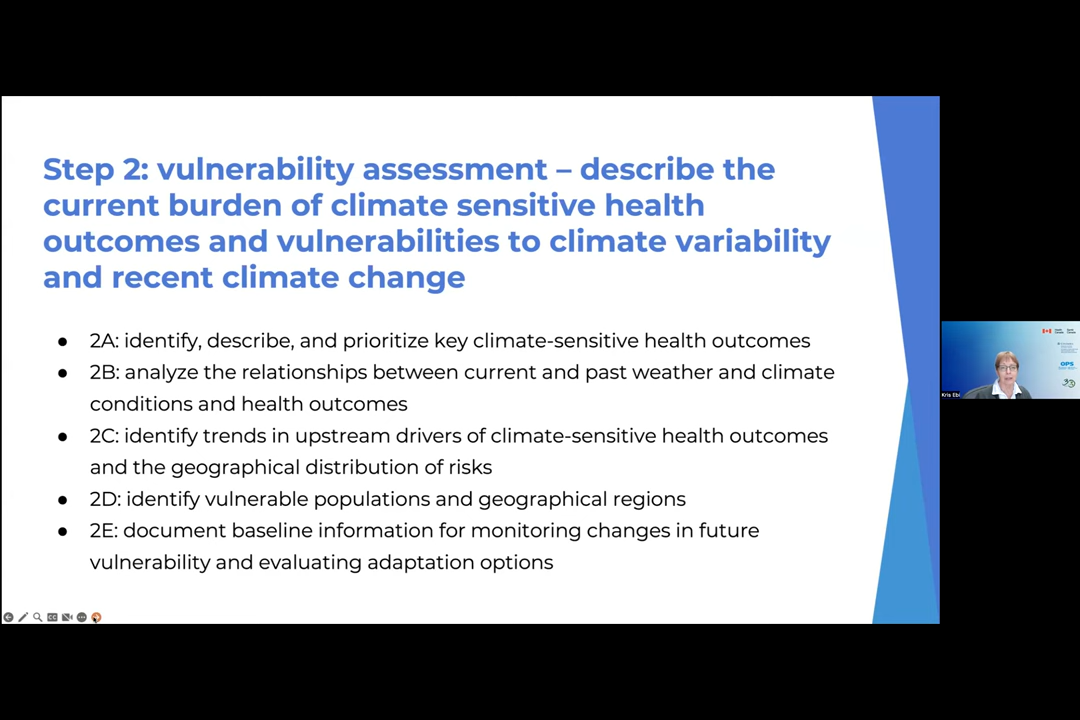 Step 2: vulnerability assessment – describe the
current burden of climate sensitive health
outcomes and vulnerabilities to climate variability
and recent climate change
● 2A: identify, describe, and prioritize key climate-sensitive health outcomes
● 2B: analyze the relationships between current and past weather and climate
conditions and health outcomes
● 2C: identify trends in upstream drivers of climate-sensitive health outcomes
and the geographical distribution of risks
● 2D: identify vulnerable populations and geographical regions
● 2E: document baseline information for monitoring changes in future
vulnerability and evaluating adaptation options
OPS
Kris Ebi